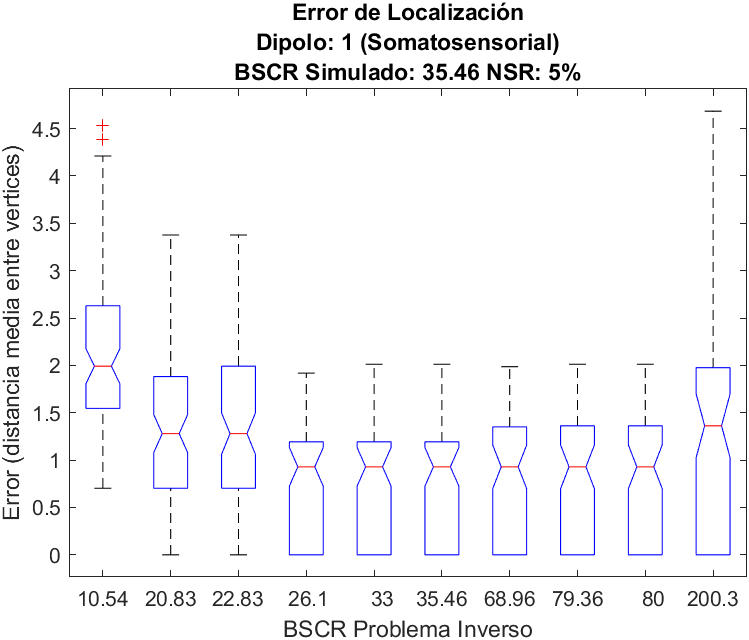 Error de Localización
Dipolo: 1 (Somatosensorial)
BSCR Simulado: 35.46 NSR: 5%
Error (distancia media entre vertices)
4.5
4
3.5
3
2.5
2
1.5
1
0.5
0
10.54 20.83 22.83 26.1 33 35.46 68.96 79.36 80 200.3
BSCR Problema Inverso